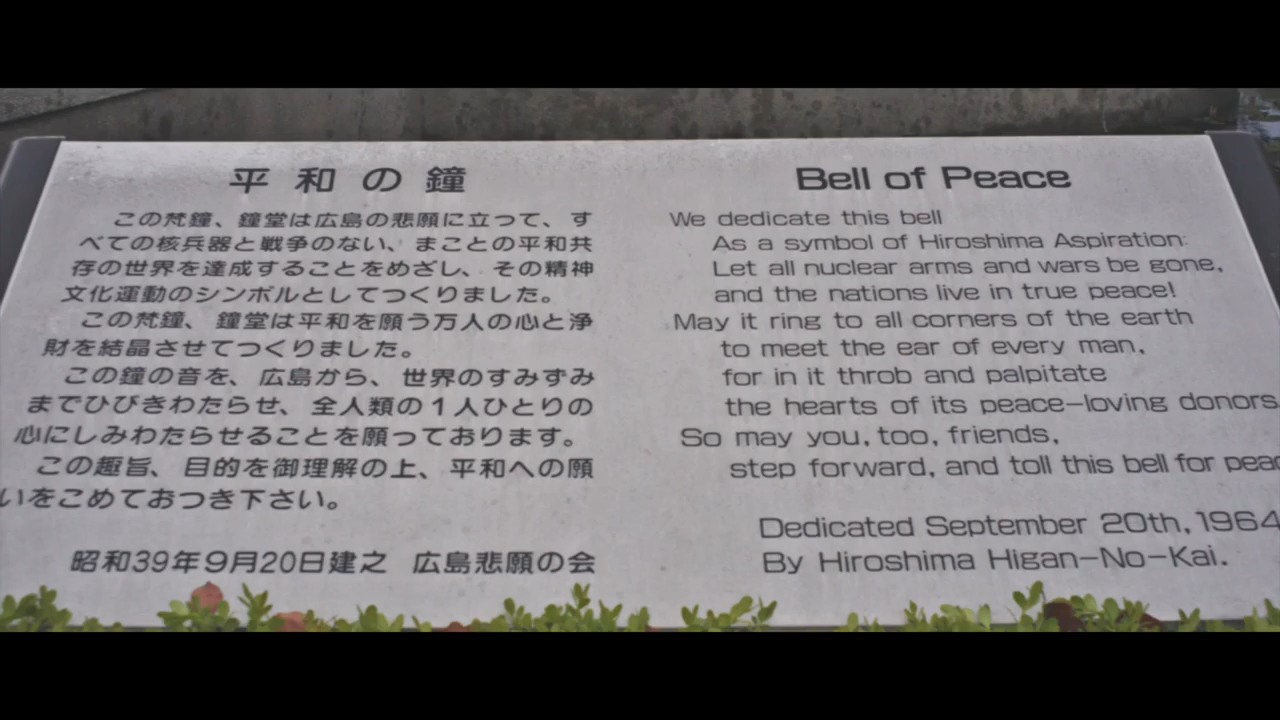 平和の鐘
この梵鐘、鐘堂は広島の悲願に立って、す
べての核兵器と戦争のない、まことの平和共
存の世界を達成することをめざし、その精神
文化運動のシンボルとしてつくりました。
この梵鐘、鐘堂は平和を願う万人の心と浄
財を結晶させてつくりました。
この鐘の音を、広島から、世界のすみずみ
までひびきわたらせ、全人類の1人ひとりの
心にしみわたらせることを願っております。
この趣旨、目的を御理解の上、平和への願
いをこめておつき下さい。
昭和39年9月20日建之 広島悲願の会
Bell of Peace
We dedicate this bell
As a symbol of Hiroshima Aspiration:
Let all nuclear arms and wars be gone,
and the nations live in true peace!
May it ring to all corners of the earth
to meet the ear of every man,
for in it throb and palpitate
the hearts of its peace-loving donors
So may you, too, friends,
step forward, and toll this bell for peac
Dedicated September 20th, 1964
By Hiroshima Higan-No-Kai.